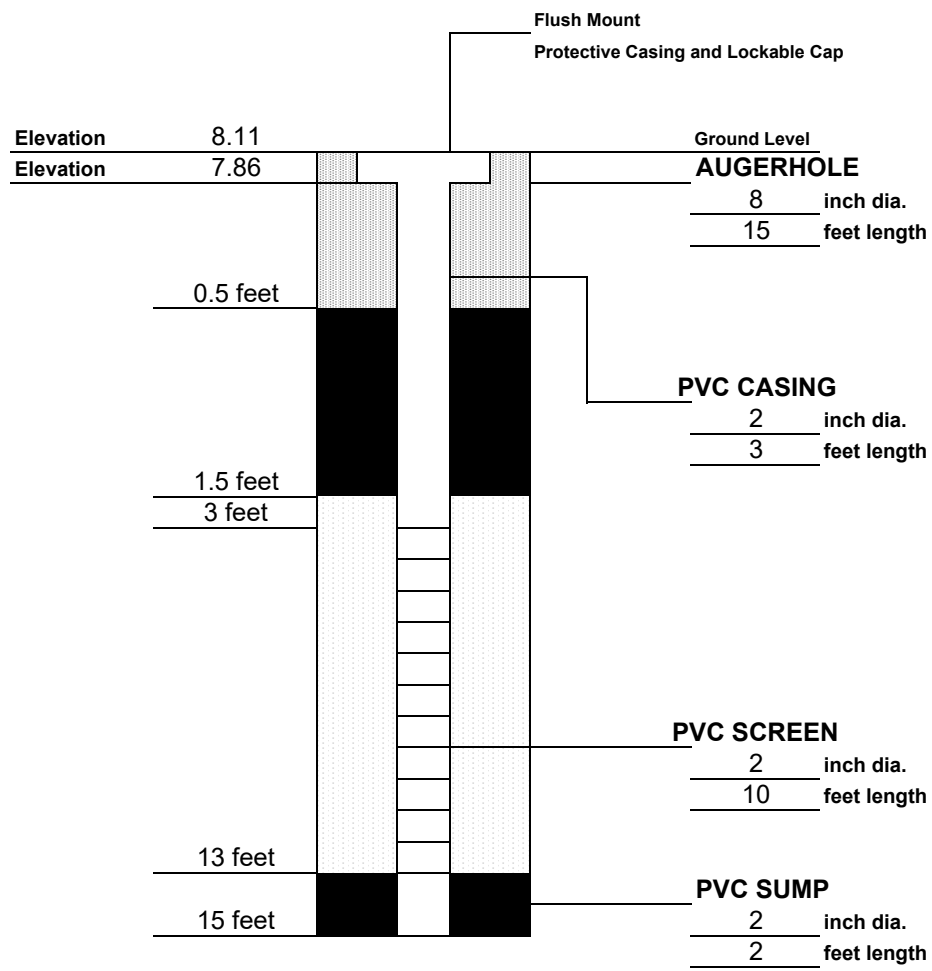 Flush Mount
Protective Casing and Lockable Cap
Elevation 8.11 Ground Level
Elevation 7.86 AUGERHOLE
8 inch dia.
15 feet length
0.5 feet
PVC CASING
2 inch dia.
3 feet length
1.5 feet
3 feet
PVC SCREEN
2 inch dia.
10 feet length
13 feet
PVC SUMP
15 feet 2 inch dia.
2 feet length